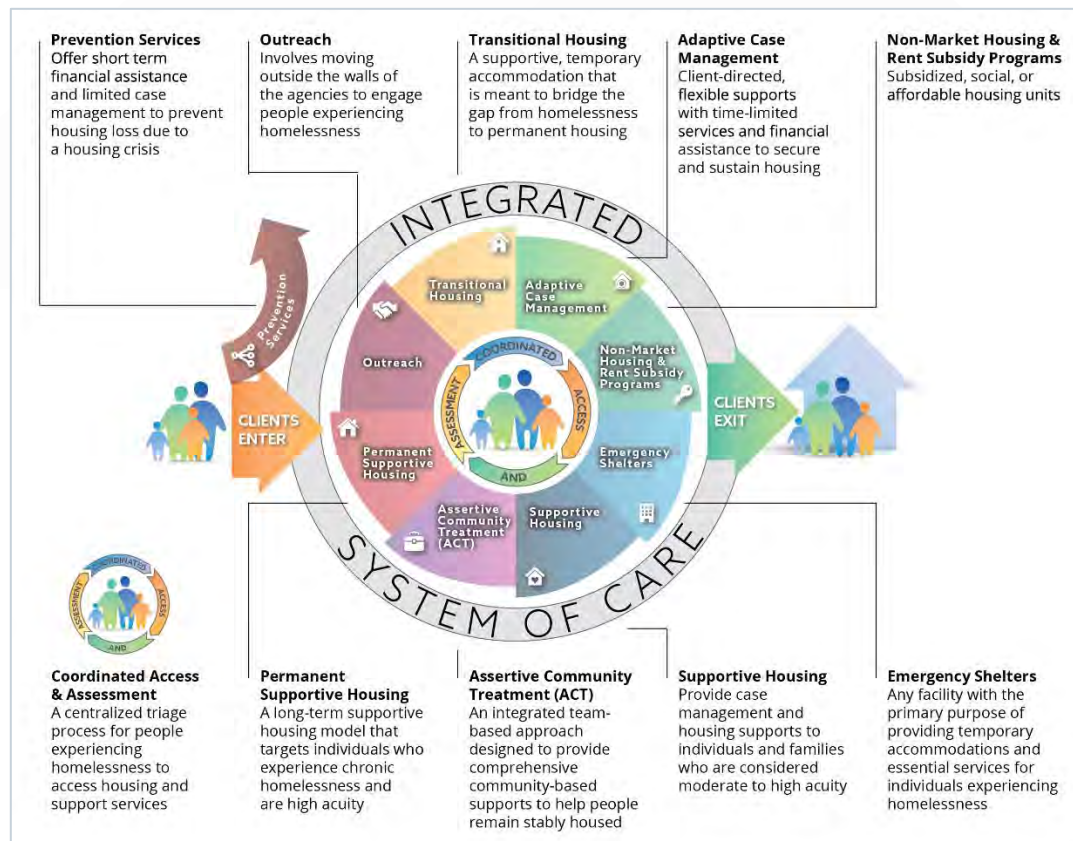 Prevention Services
Offer short term
financial assistance
and limited case
management to prevent
housing loss due to
a housing crisis
Outreach
Involves moving
outside the walls of
the agencies to engage
people experiencing
homelessness
Transitional Housing
A supportive, temporary
accommodation that
is meant to bridge the
gap from homelessness
to permanent housing
Adaptive Case
Management
Client-directed,
flexible supports
with time-limited
services and financial
assistance to secure
and sustain housing
Non-Market Housing &
Rent Subsidy Programs
Subsidized, social, or
affordable housing units
INTEGRATED
SYSTEM OF CARE
Prevention
Services
CLIENTS
ENTER
Transitional
Housing
Adaptive
Case
Management
Outreach
Non-Market
Housing &
Rent Subsidy
Programs
Permanent
Supportive
Housing
Emergency
Shelters
Assertive
Community
Treatment
(ACT)
Supportive
Housing
COORDINATED
ACCESS
AND
ASSESSMENT
CLIENTS
EXIT
COORDINATED
ACCESS
AND
ASSESSMENT
Coordinated Access
& Assessment
A centralized triage
process for people
experiencing
homelessness to
access housing and
support services
Permanent
Supportive Housing
A long-term supportive
housing model that
targets individuals who
experience chronic
homelessness and
are high acuity
Assertive Community
Treatment (ACT)
An integrated team-
based approach
designed to provide
comprehensive
community-based
supports to help people
remain stably housed
Supportive Housing
Provide case
management and
housing supports to
individuals and families
who are considered
moderate to high acuity
Emergency Shelters
Any facility with the
primary purpose of
providing temporary
accommodations and
essential services for
individuals experiencing
homelessness